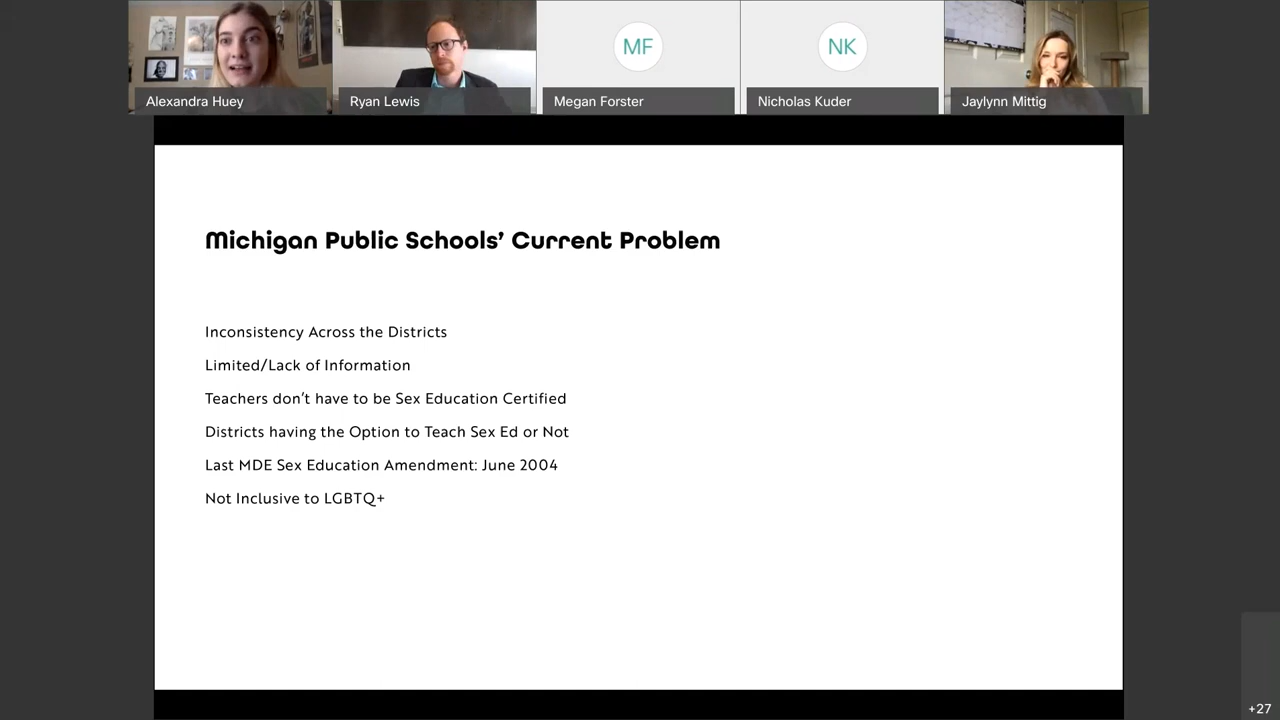 Alexandra Huey
Ryan Lewis
MF
Megan Forster
NK
Nicholas Kuder
Jaylynn Mittig
Michigan Public Schools’ Current Problem
Inconsistency Across the Districts
Limited/Lack of Information
Teachers don’t have to be Sex Education Certified
Districts having the Option to Teach Sex Ed or Not
Last MDE Sex Education Amendment: June 2004
Not Inclusive to LGBTQ+
+27